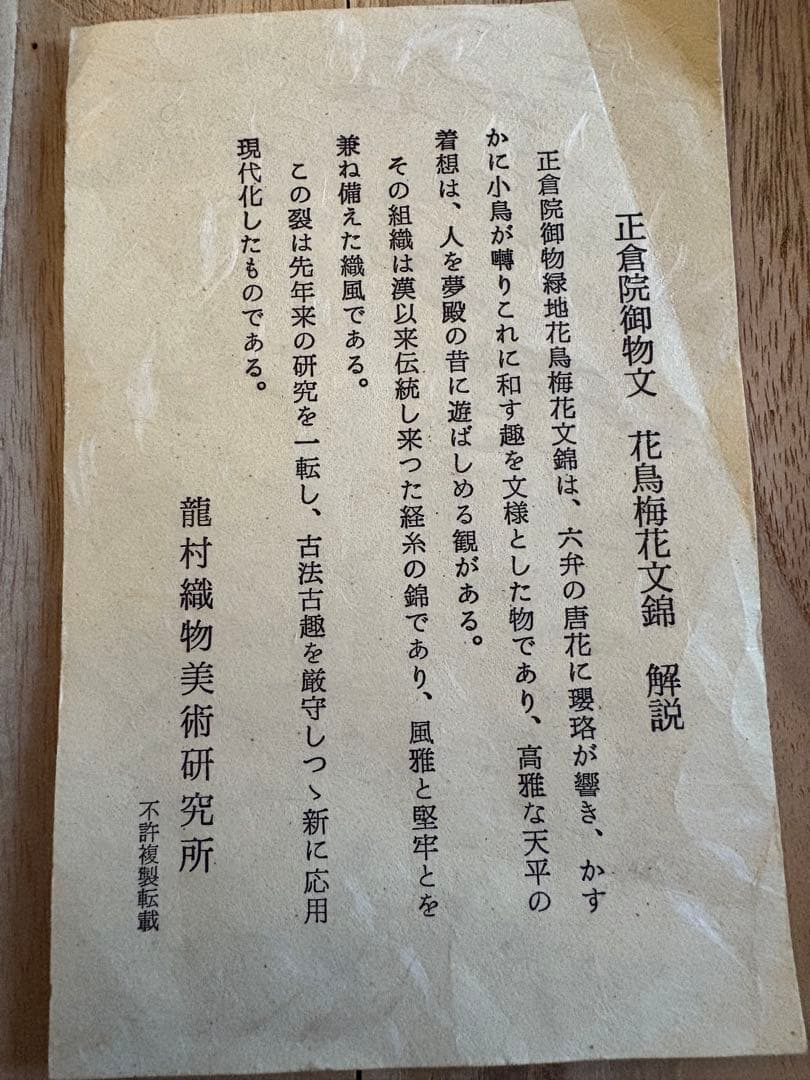 正倉院御物文　花鳥梅花文錦　解説
正倉院御物緑地花鳥梅花文錦は、六弁の唐花に瓔珞が響き、かす
かに小鳥が囀りこれに和す趣を文様とした物であり、高雅な天平の
着想は、人を夢殿の昔に遊ばしめる観がある。
その組織は漢以来伝統し来つた経糸の錦であり、風雅と堅牢とを
兼ね備えた織風である。
この裂は先年来の研究を一転し、古法古趣を厳守しつゝ新に応用
現代化したものである。
龍村織物美術研究所
不許複製転載